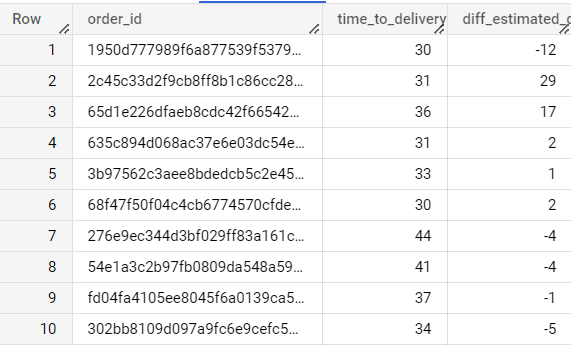 Row order_id time_to_delivery diff_estimated_
1 1950d777989f6a877539f5379... 30 -12
2 2c45c33d2f9cb8ff8b1c86cc28... 31 29
3 65d1e226dfaeb8cdc42f66542... 36 17
4 635c894d068ac37e6e03dc54e... 31 2
5 3b97562c3aee8bdedcb5c2e45... 33 1
6 68f47f50f04c4cb6774570cfde... 30 2
7 276e9ec344d3bf029ff83a161c... 44 -4
8 54e1a3c2b97fb0809da548a59... 41 -4
9 fd04fa4105ee8045f6a0139ca5... 37 -1
10 302bb8109d097a9fc6e9cefc5... 34 -5